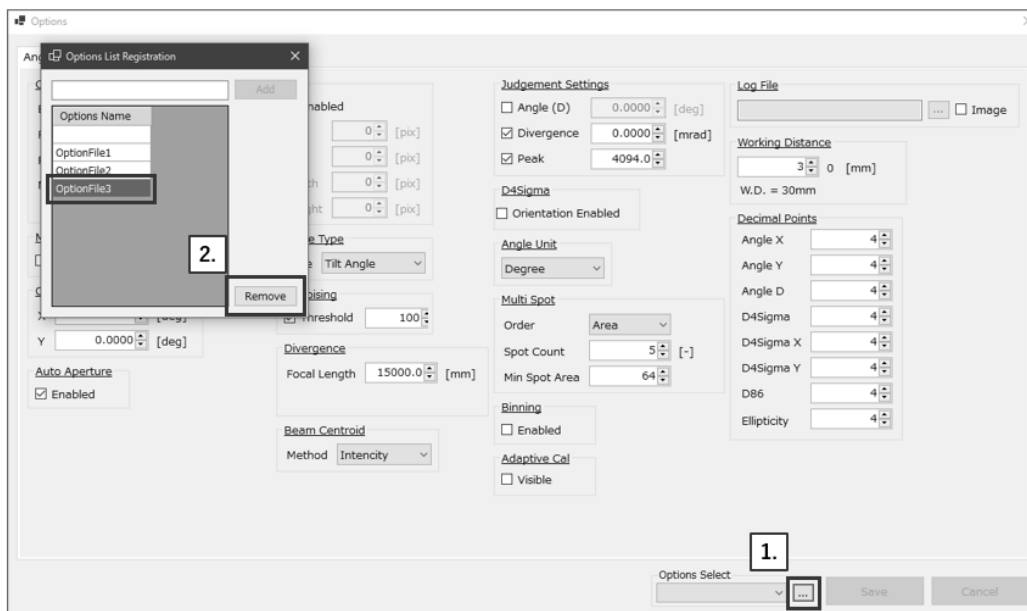 Options
Options List Registration
Add
Options Name
OptionFile1
OptionFile2
OptionFile3
2.
Remove
nabled
0 [pix]
0 [pix]
0 [pix]
0 [pix]
Type
Tilt Angle
Threshold 100
X [deg]
Y 0.0000 [deg]
Auto Aperture
Enabled
Divergence
Focal Length 15000.0 [mm]
Beam Centroid
Method Intencity
Judgement Settings
Angle (D) 0.0000 [deg]
Divergence 0.0000 [mrad]
Peak 4094.0
D4Sigma
Orientation Enabled
Angle Unit
Degree
Multi Spot
Order Area
Spot Count 5 [-]
Min Spot Area 64
Binning
Enabled
Adaptive Cal
Visible
Log File
... Image
Working Distance
3 0 [mm]
W.D. = 30mm
Decimal Points
Angle X 4
Angle Y 4
Angle D 4
D4Sigma 4
D4Sigma X 4
D4Sigma Y 4
D86 4
Ellipticity 4
1.
Options Select
... Save Cancel